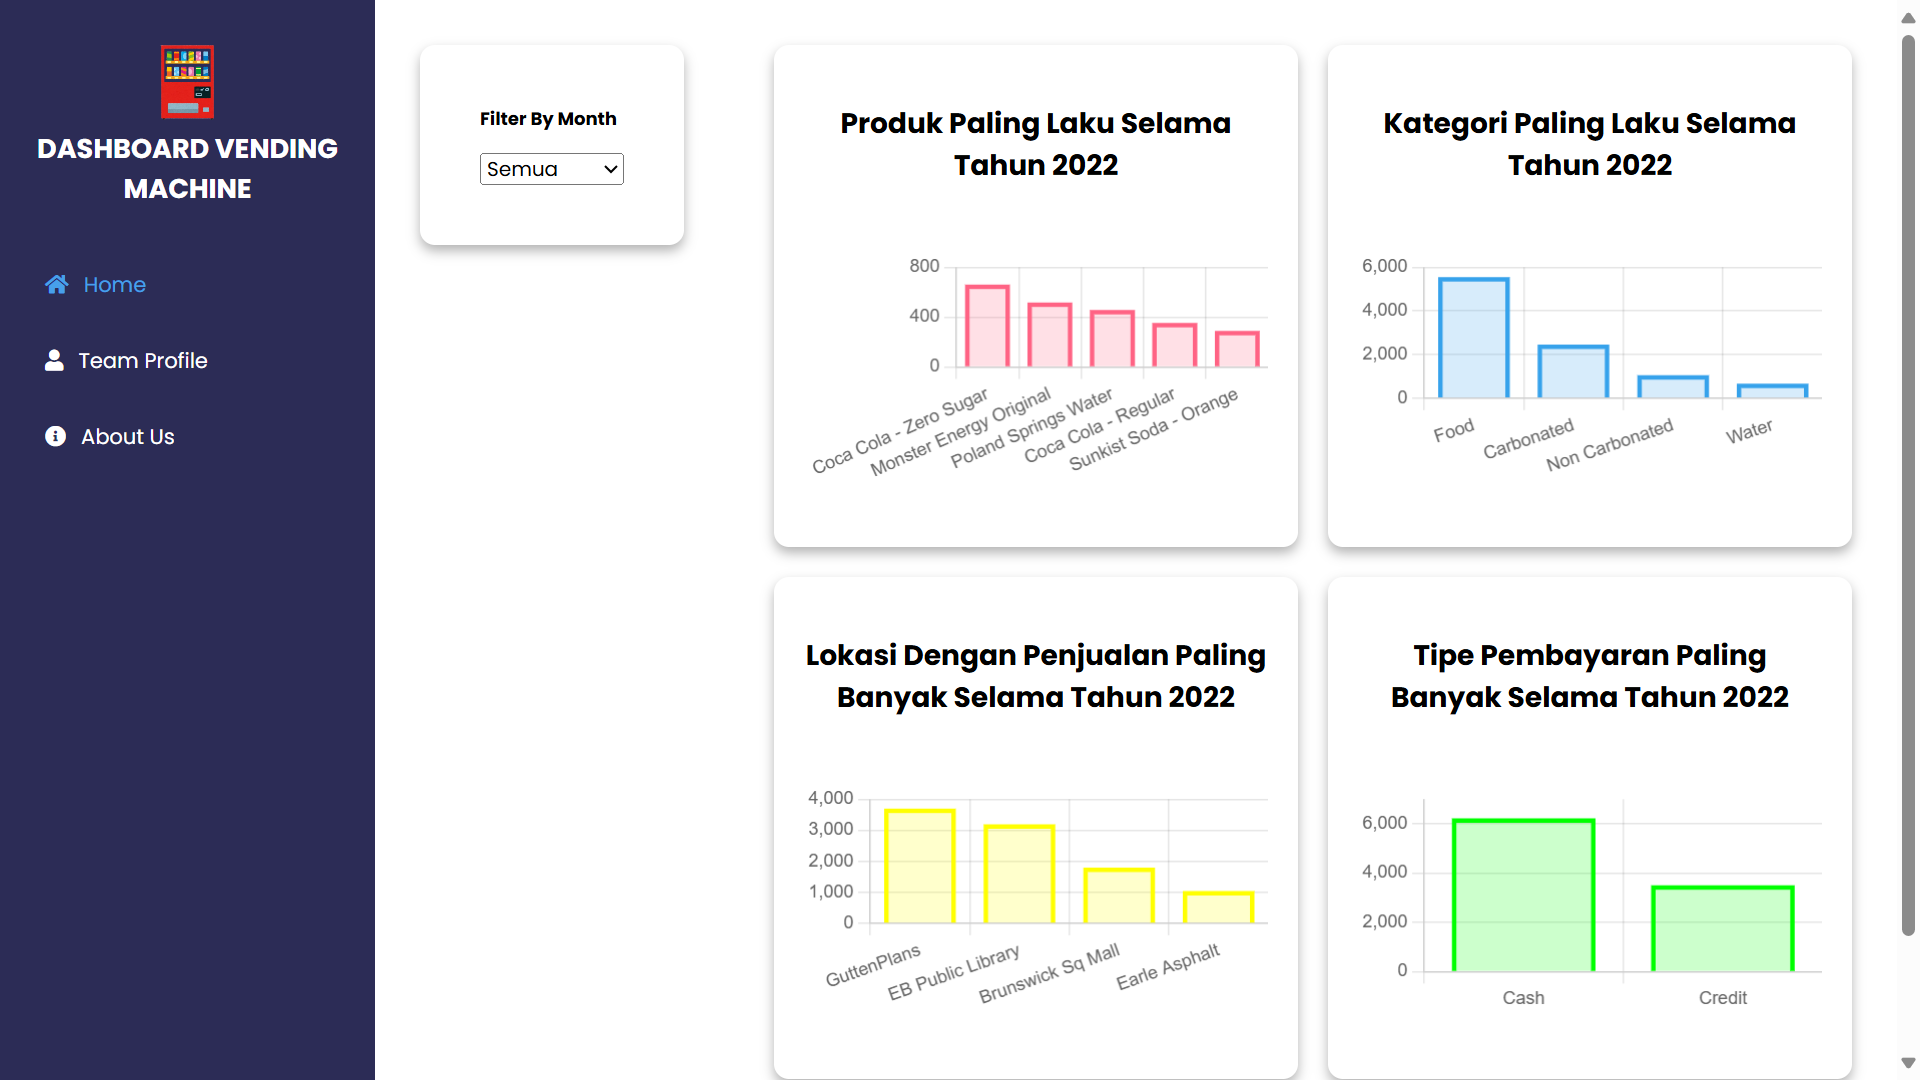 DASHBOARD VENDING
MACHINE
Home
Team Profile
About Us
Filter By Month
Semua
Produk Paling Laku Selama
Tahun 2022
800
400
0
Coca Cola - Zero Sugar
Monster Energy Original
Poland Springs Water
Coca Cola - Regular
Sunkist Soda - Orange
Kategori Paling Laku Selama
Tahun 2022
6,000
4,000
2,000
0
Food
Carbonated
Non Carbonated
Water
Lokasi Dengan Penjualan Paling
Banyak Selama Tahun 2022
4,000
3,000
2,000
1,000
0
GuttenPlans
EB Public Library
Brunswick Sq Mall
Earle Asphalt
Tipe Pembayaran Paling
Banyak Selama Tahun 2022
6,000
4,000
2,000
0
Cash
Credit